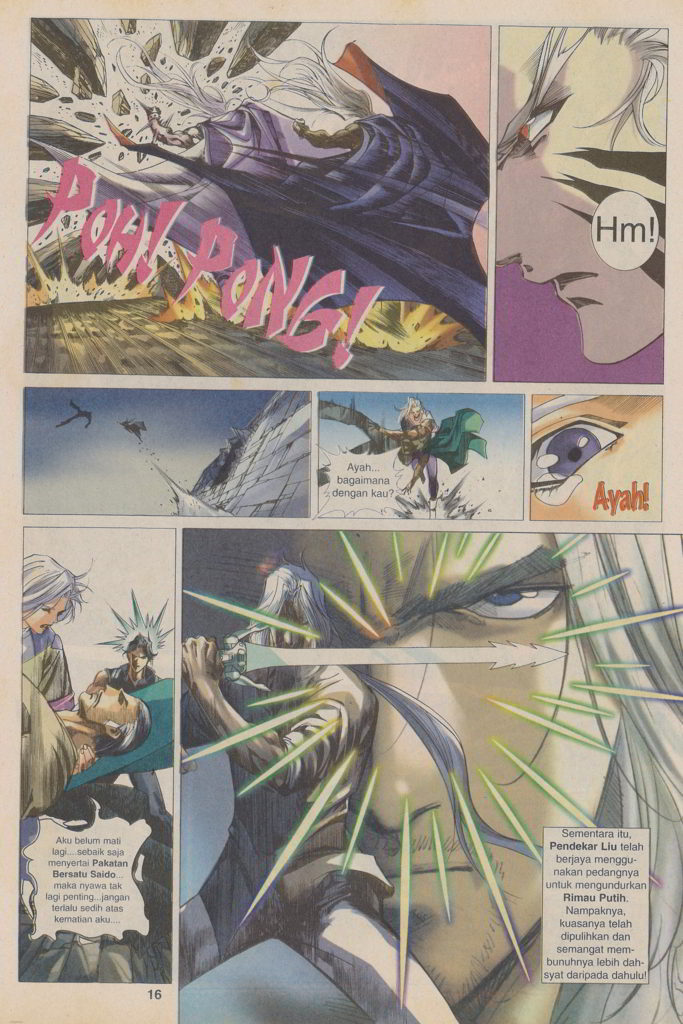 POH! PONG!
Hm!
Ayah...
bagaimana
dengan kau?
Ayah!
Aku belum mati
lagi....sebaik saja
menyertai Pakatan
Bersatu Saido...
maka nyawa tak
lagi penting...jangan
terlalu sedih atas
kematian aku....
Sementara itu,
Pendekar Liu telah
berjaya menggu-
nakan pedangnya
untuk mengundurkan
Rimau Putih.
Nampaknya,
kuasanya telah
dipulihkan dan
semangat mem-
bunuhnya lebih dah-
syat daripada dahulu!
16